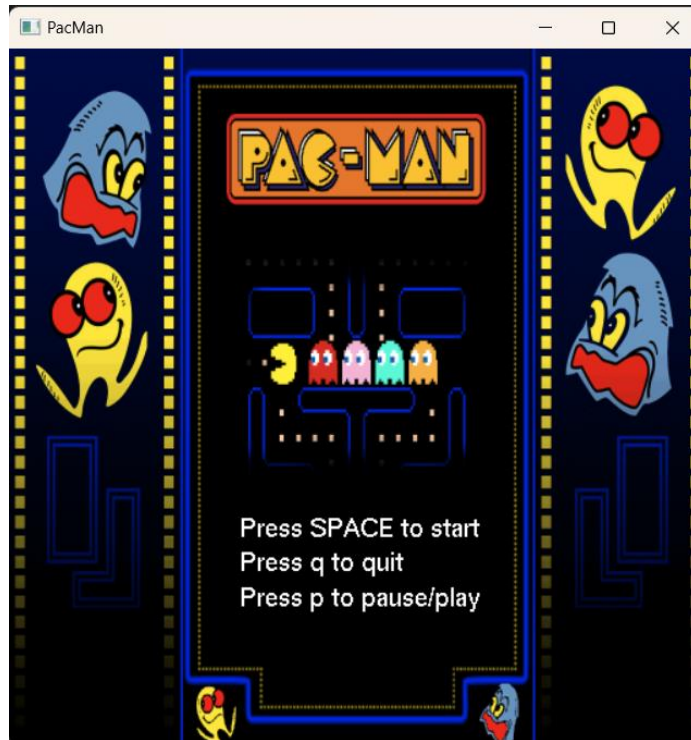 PacMan
PAC-MAN
Press SPACE to start
Press q to quit
Press p to pause/play